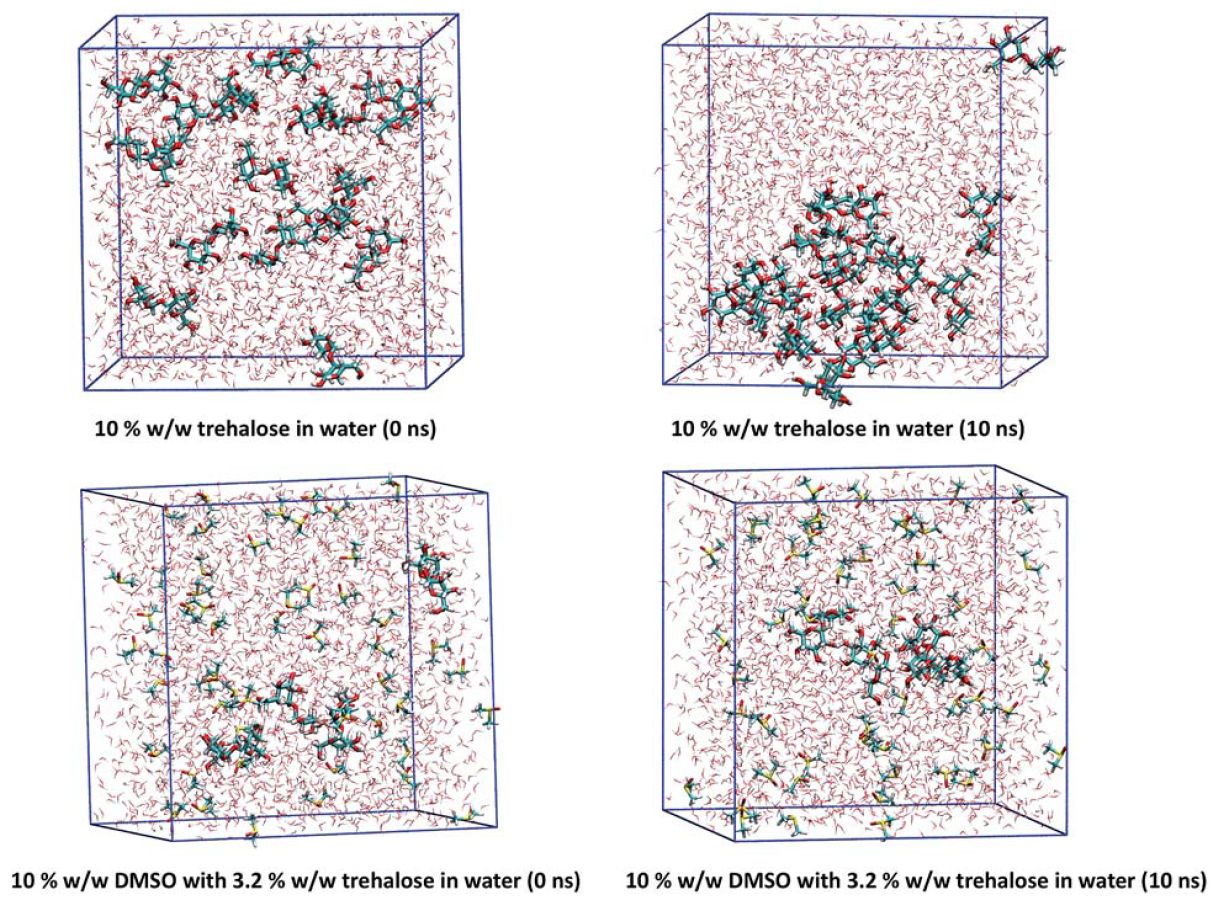 10 % w/w trehalose in water (0 ns)
10 % w/w trehalose in water (10 ns)
10 % w/w DMSO with 3.2 % w/w trehalose in water (0 ns)
10 % w/w DMSO with 3.2 % w/w trehalose in water (10 ns)